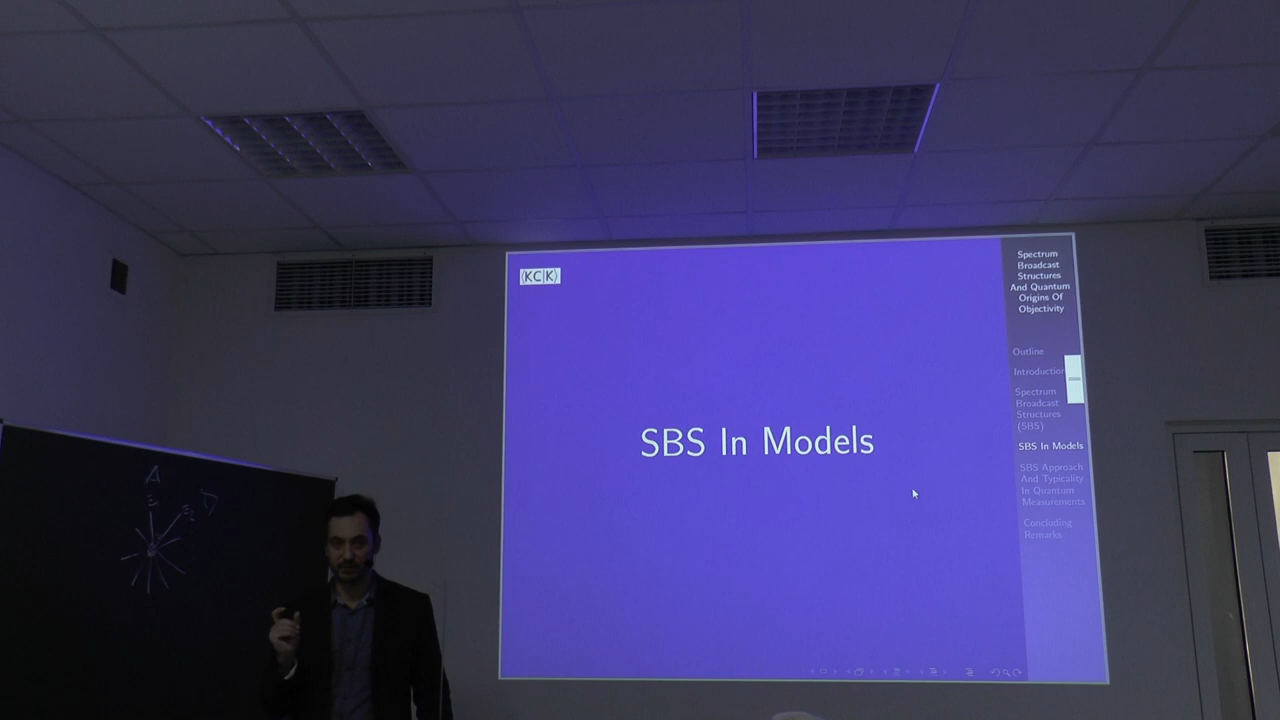 ⟨KC|K⟩
SBS In Models
Spectrum
Broadcast
Structures
And Quantum
Origins Of
Objectivity
Outline
Introduction
Spectrum
Broadcast
Structures
(SBS)
SBS In Models
SBS Approach
And Typicality
In Quantum
Measurements
Concluding
Remarks
A